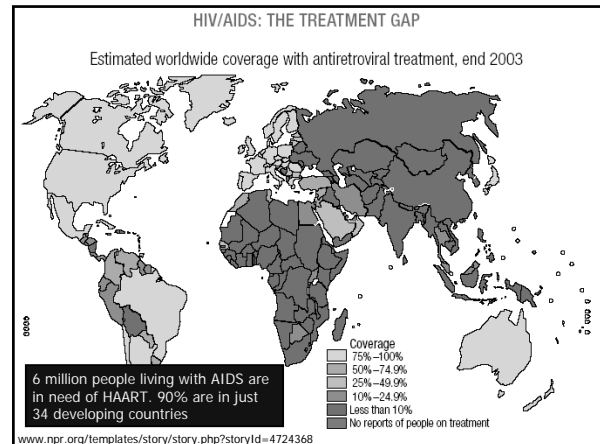 HIV/AIDS: THE TREATMENT GAP
Estimated worldwide coverage with antiretroviral treatment, end 2003
Coverage
75%–100%
50%–74.9%
25%–49.9%
10%–24.9%
Less than 10%
No reports of people on treatment
6 million people living with AIDS are
in need of HAART. 90% are in just
34 developing countries
www.npr.org/templates/story/story.php?storyId=4724368